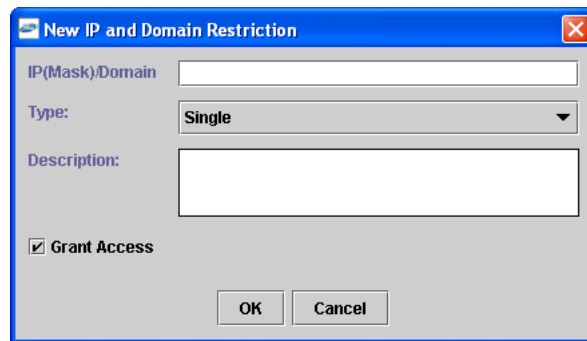 New IP and Domain Restriction
IP(Mask)/Domain
Type:
Single
Description:
Grant Access
OK
Cancel